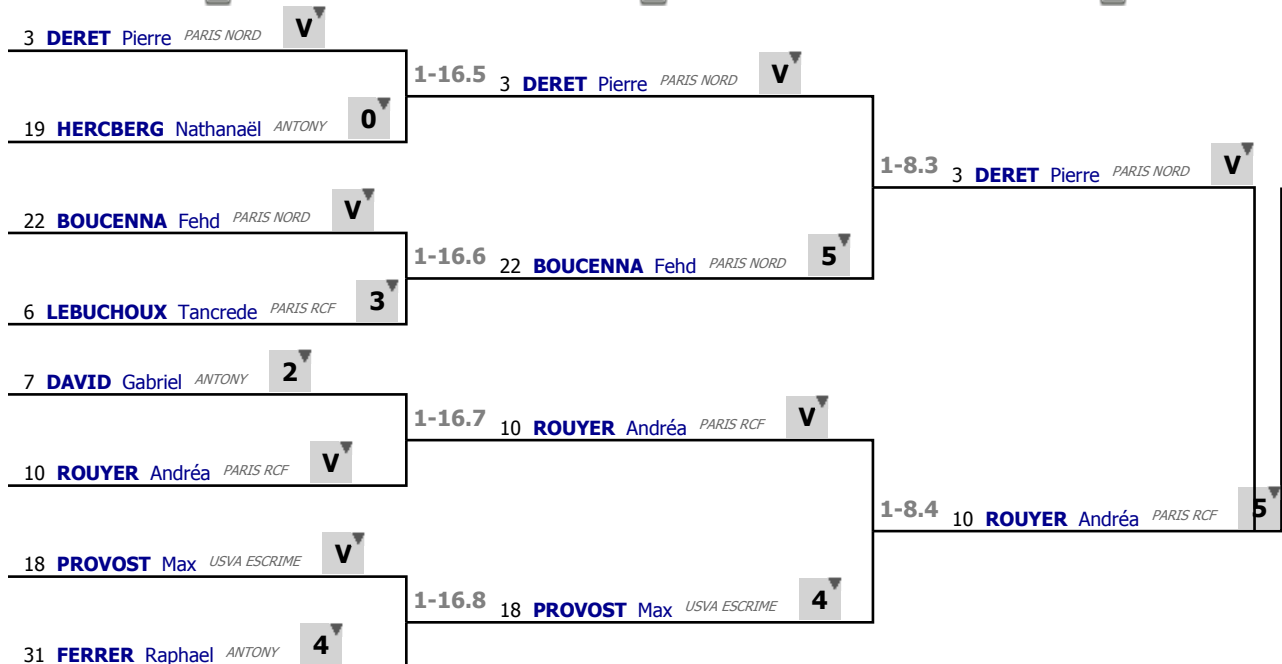 3 DERET Pierre PARIS NORD V
1-16.5 3 DERET Pierre PARIS NORD V
19 HERCBERG Nathanaël ANTONY 0
1-8.3 3 DERET Pierre PARIS NORD V
22 BOUCENNA Fehd PARIS NORD V
1-16.6 22 BOUCENNA Fehd PARIS NORD 5
6 LEBUCHOUX Tancrede PARIS RCF 3
7 DAVID Gabriel ANTONY 2
1-16.7 10 ROUYER Andréa PARIS RCF V
10 ROUYER Andréa PARIS RCF V
1-8.4 10 ROUYER Andréa PARIS RCF 5
18 PROVOST Max USVA ESCRIME V
1-16.8 18 PROVOST Max USVA ESCRIME 4
31 FERRER Raphael ANTONY 4